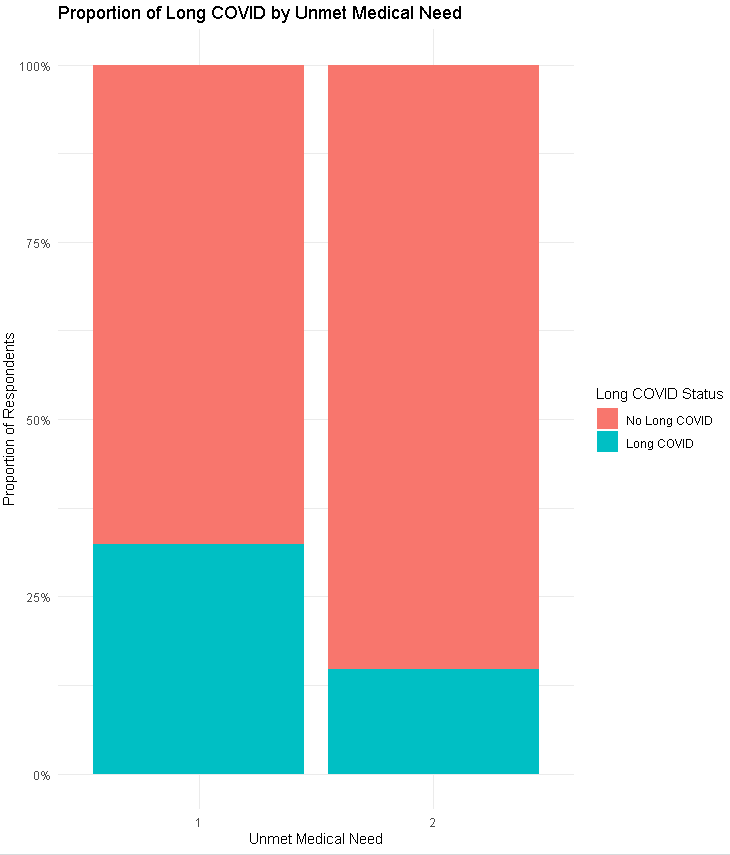 Proportion of Long COVID by Unmet Medical Need
100%
75%
50%
25%
0%
Proportion of Respondents
1
2
Unmet Medical Need
Long COVID Status
No Long COVID
Long COVID